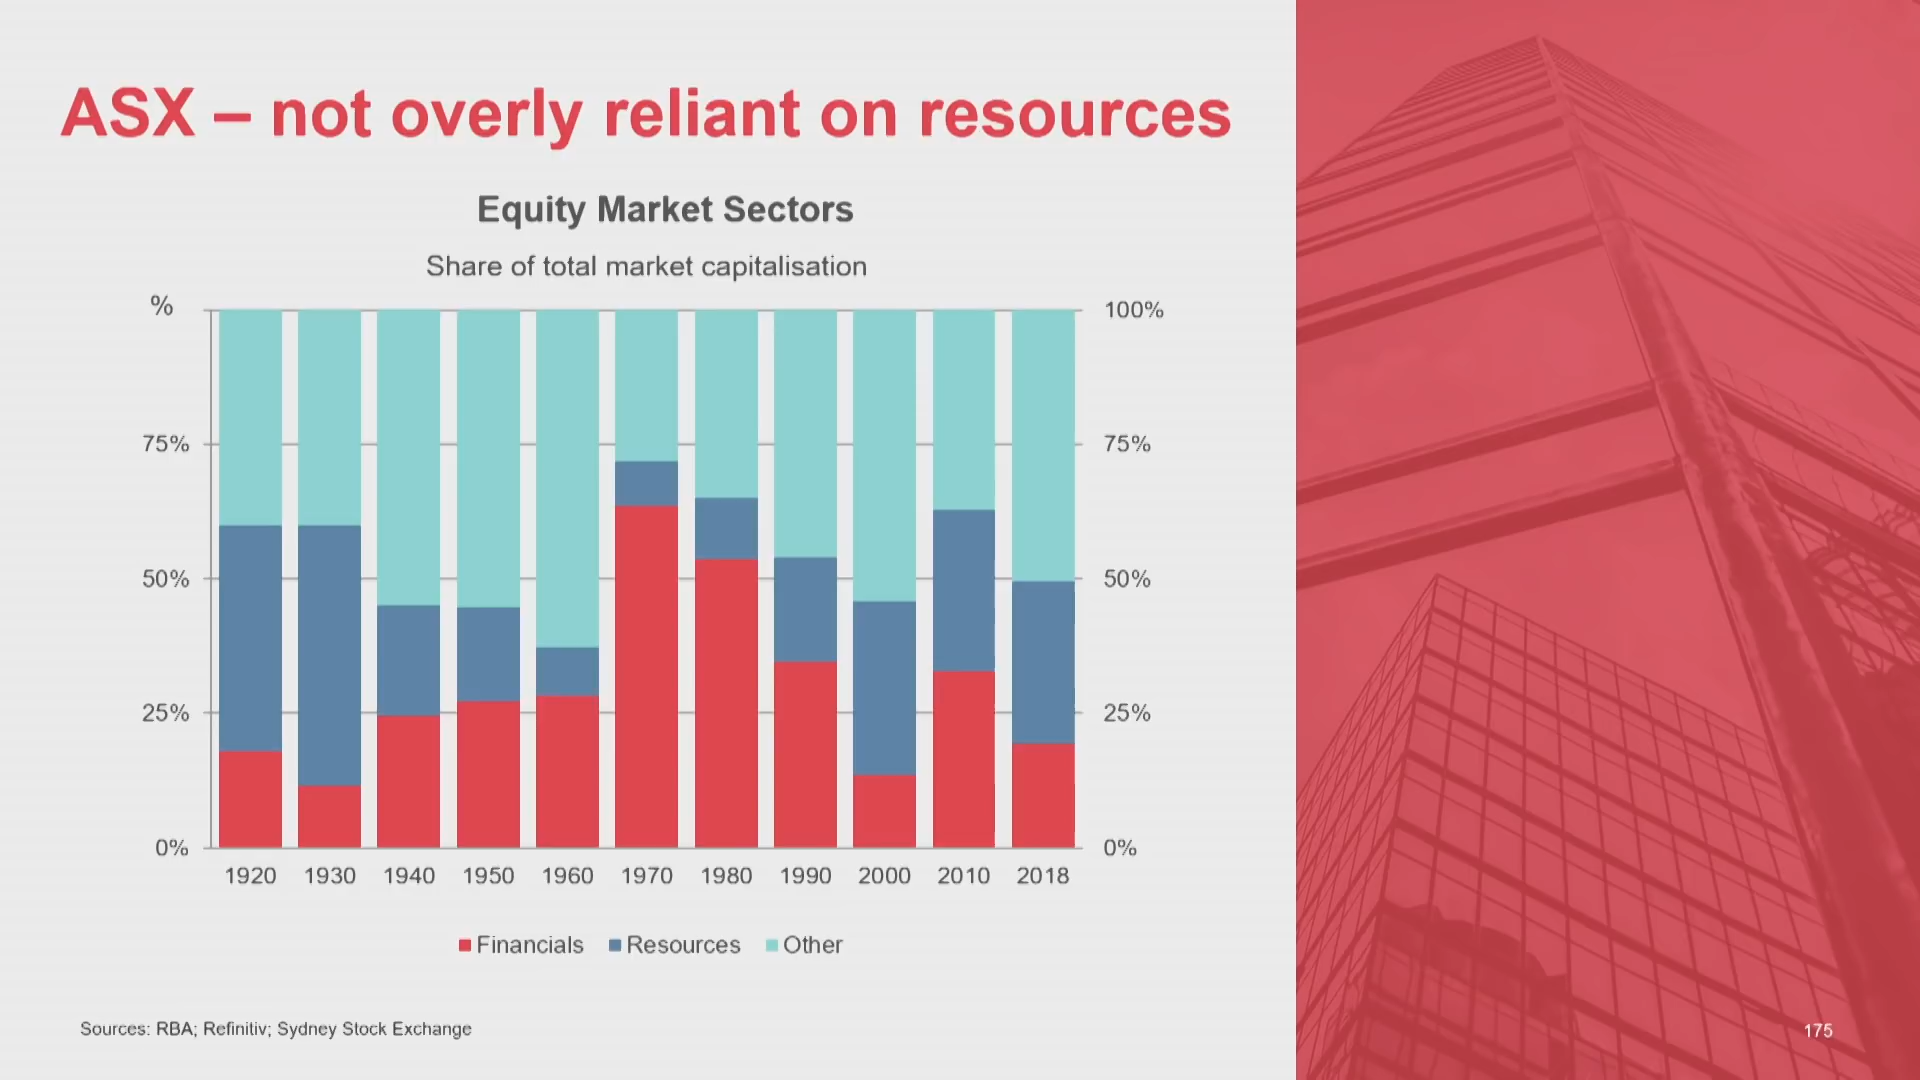 ASX – not overly reliant on resources
Equity Market Sectors
Share of total market capitalisation
%
100%
75%
75%
50%
50%
25%
25%
0%
0%
1920 1930 1940 1950 1960 1970 1980 1990 2000 2010 2018
Financials Resources Other
Sources: RBA; Refinitiv; Sydney Stock Exchange
175